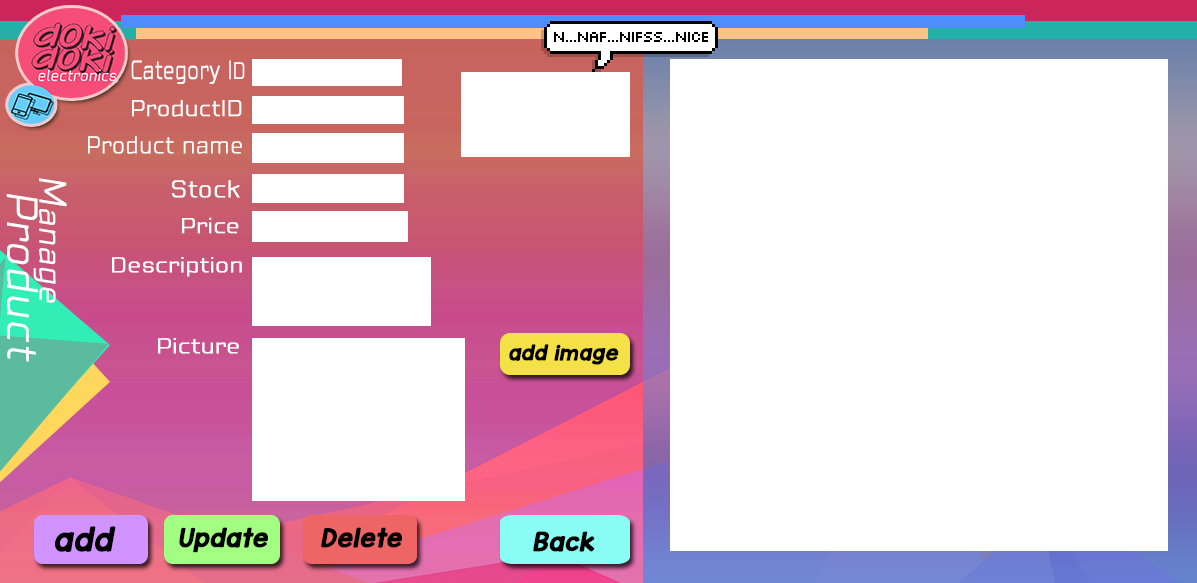 doki
doki
electronics
N...NAF...NIFSS...NICE
Category ID
ProductID
Product name
Stock
Price
Description
Picture
Manage
Product
add image
add
Update
Delete
Back